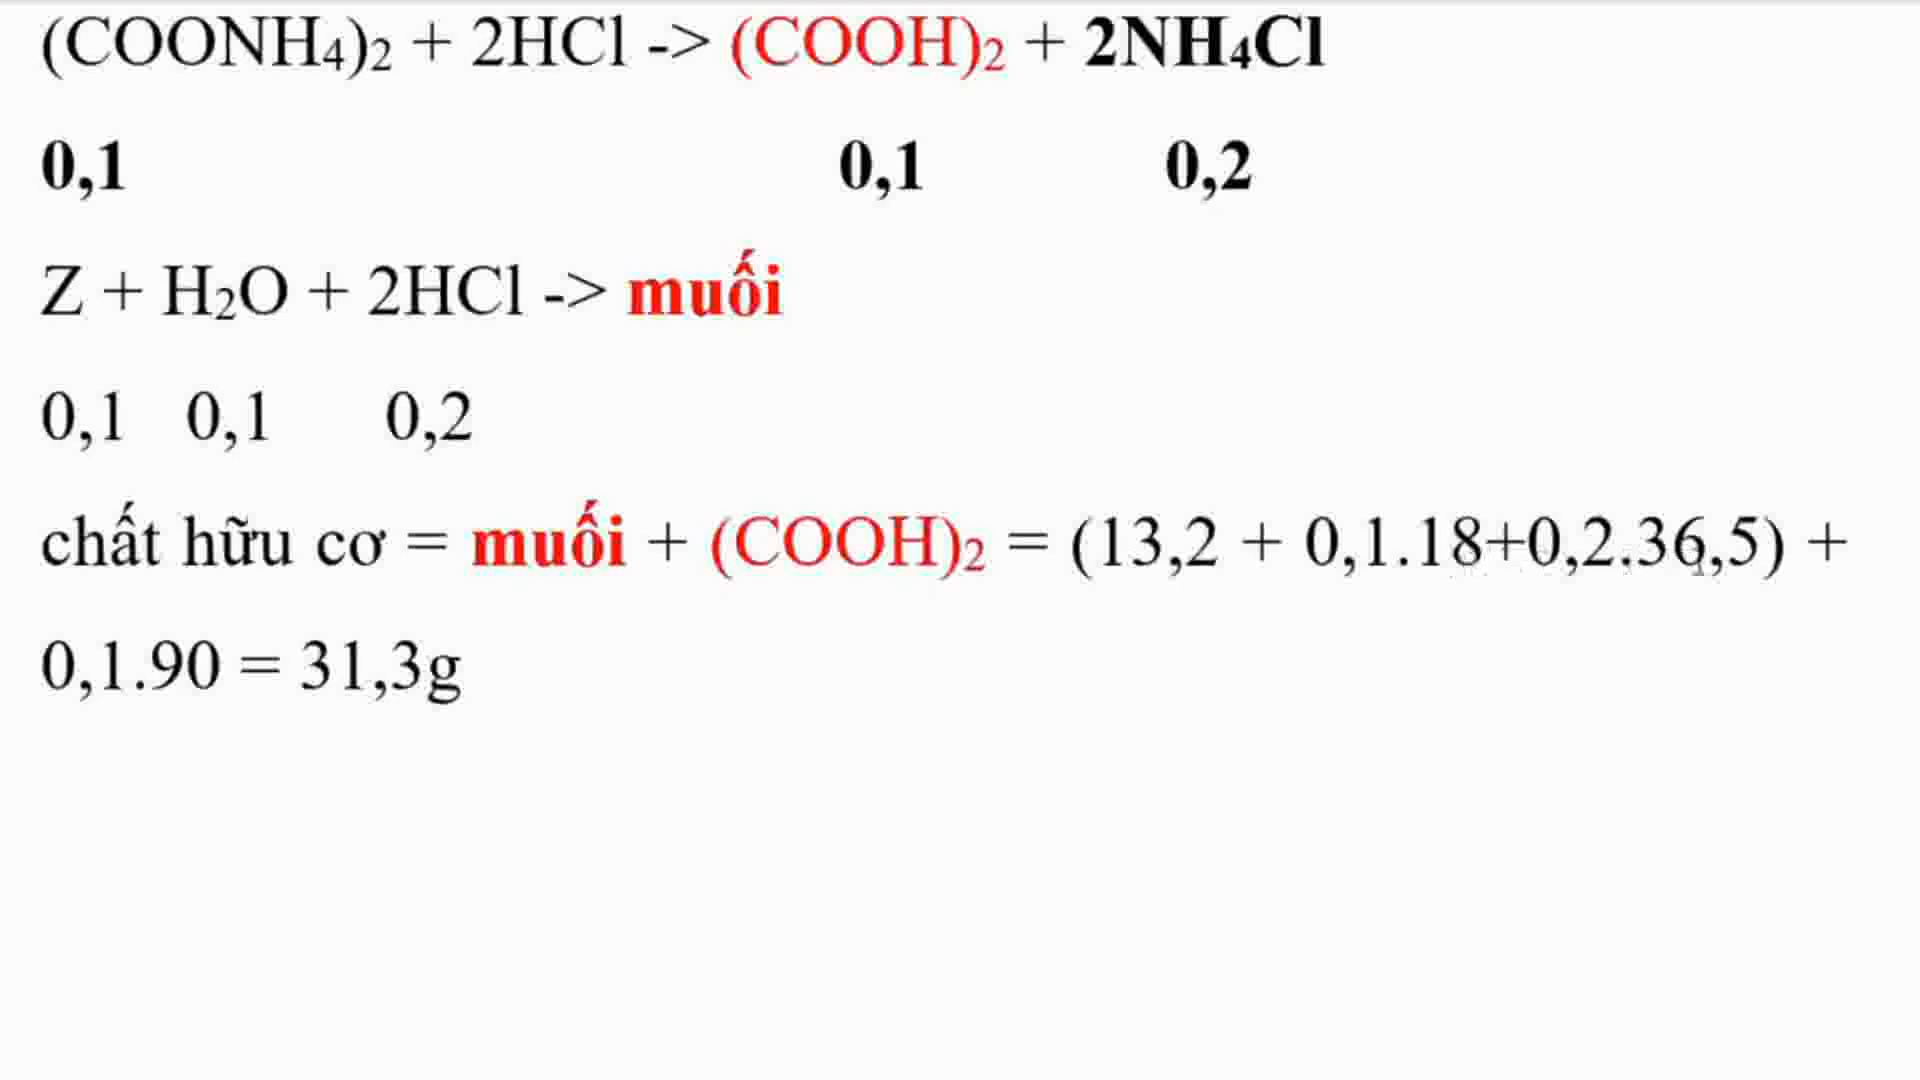 (COONH₄)₂ + 2HCl -> (COOH)₂ + 2NH₄Cl
0,1 0,1 0,2
Z + H₂O + 2HCl -> muối
0,1 0,1 0,2
chất hữu cơ = muối + (COOH)₂ = (13,2 + 0,1.18+0,2.36,5) +
0,1.90 = 31,3g